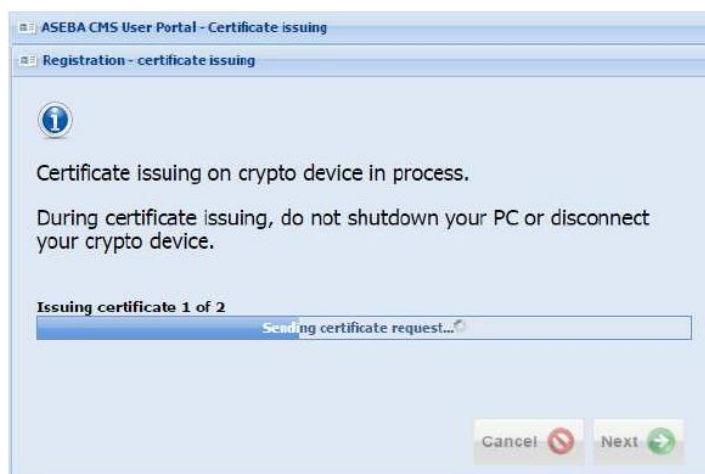 ASEBA CMS User Portal - Certificate issuing
Registration - certificate issuing
Certificate issuing on crypto device in process.
During certificate issuing, do not shutdown your PC or disconnect
your crypto device.
Issuing certificate 1 of 2
Sending certificate request...
Cancel
Next